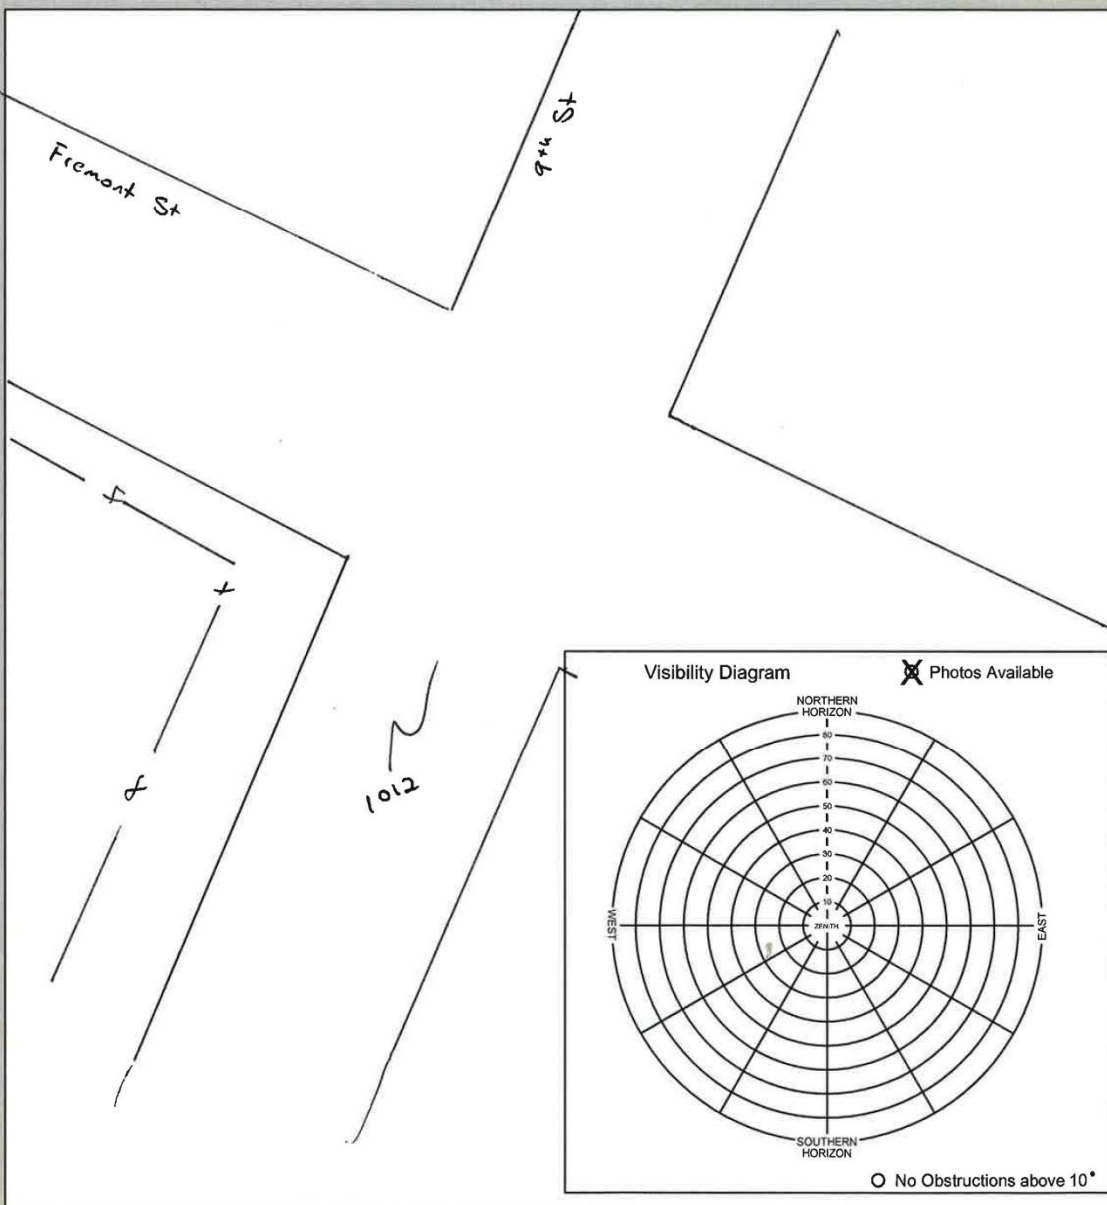 9th St
Fremont St
1012
Visibility Diagram
Photos Available
NORTHERN
HORIZON
80
70
60
50
40
30
20
10
ZENITH
WEST
EAST
SOUTHERN
HORIZON
No Obstructions above 10°